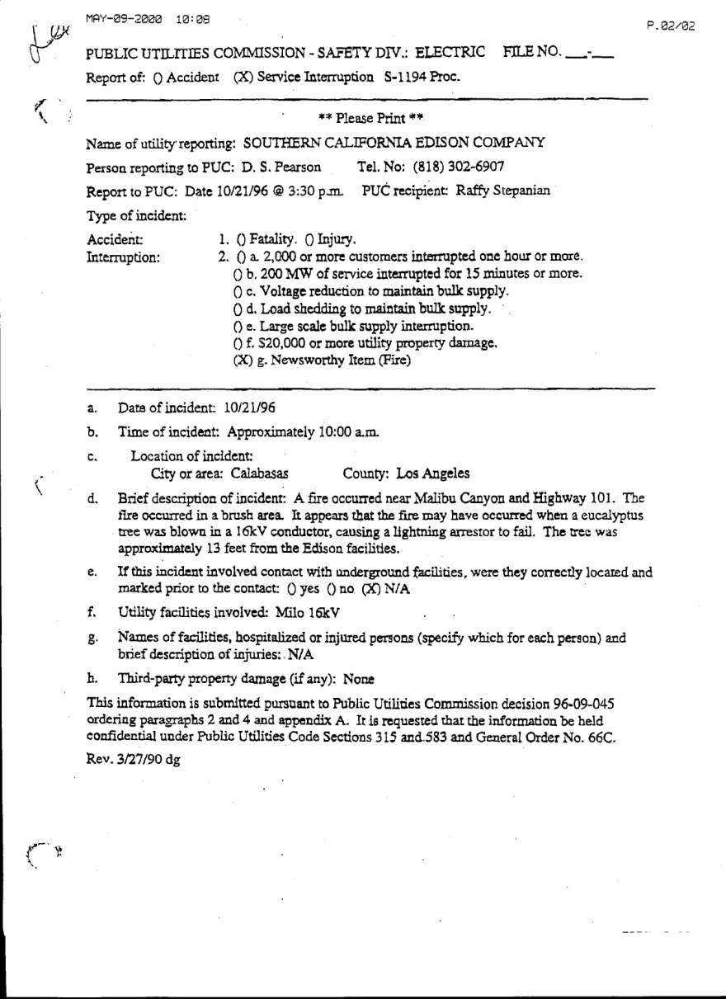 MAY-09-2000 10:08
P.02/02
PUBLIC UTILITIES COMMISSION - SAFETY DIV.: ELECTRIC FILE NO. __-__
Report of: () Accident (X) Service Interruption S-1194 Proc.
** Please Print **
Name of utility reporting: SOUTHERN CALIFORNIA EDISON COMPANY
Person reporting to PUC: D. S. Pearson Tel. No: (818) 302-6907
Report to PUC: Date 10/21/96 @ 3:30 p.m. PUC recipient: Raffy Stepanian
Type of incident:
Accident: 1. () Fatality. () Injury.
Interruption: 2. () a. 2,000 or more customers interrupted one hour or more.
() b. 200 MW of service interrupted for 15 minutes or more.
() c. Voltage reduction to maintain bulk supply.
() d. Load shedding to maintain bulk supply.
() e. Large scale bulk supply interruption.
() f. $20,000 or more utility property damage.
(X) g. Newsworthy Item (Fire)
a. Date of incident: 10/21/96
b. Time of incident: Approximately 10:00 a.m.
c. Location of incident:
City or area: Calabasas County: Los Angeles
d. Brief description of incident: A fire occurred near Malibu Canyon and Highway 101. The
fire occurred in a brush area. It appears that the fire may have occurred when a eucalyptus
tree was blown in a 16kV conductor, causing a lightning arrestor to fail. The tree was
approximately 13 feet from the Edison facilities.
e. If this incident involved contact with underground facilities, were they correctly located and
marked prior to the contact: () yes () no (X) N/A
f. Utility facilities involved: Milo 16kV
g. Names of facilities, hospitalized or injured persons (specify which for each person) and
brief description of injuries: N/A
h. Third-party property damage (if any): None
This information is submitted pursuant to Public Utilities Commission decision 96-09-045
ordering paragraphs 2 and 4 and appendix A. It is requested that the information be held
confidential under Public Utilities Code Sections 315 and 583 and General Order No. 66C.
Rev. 3/27/90 dg